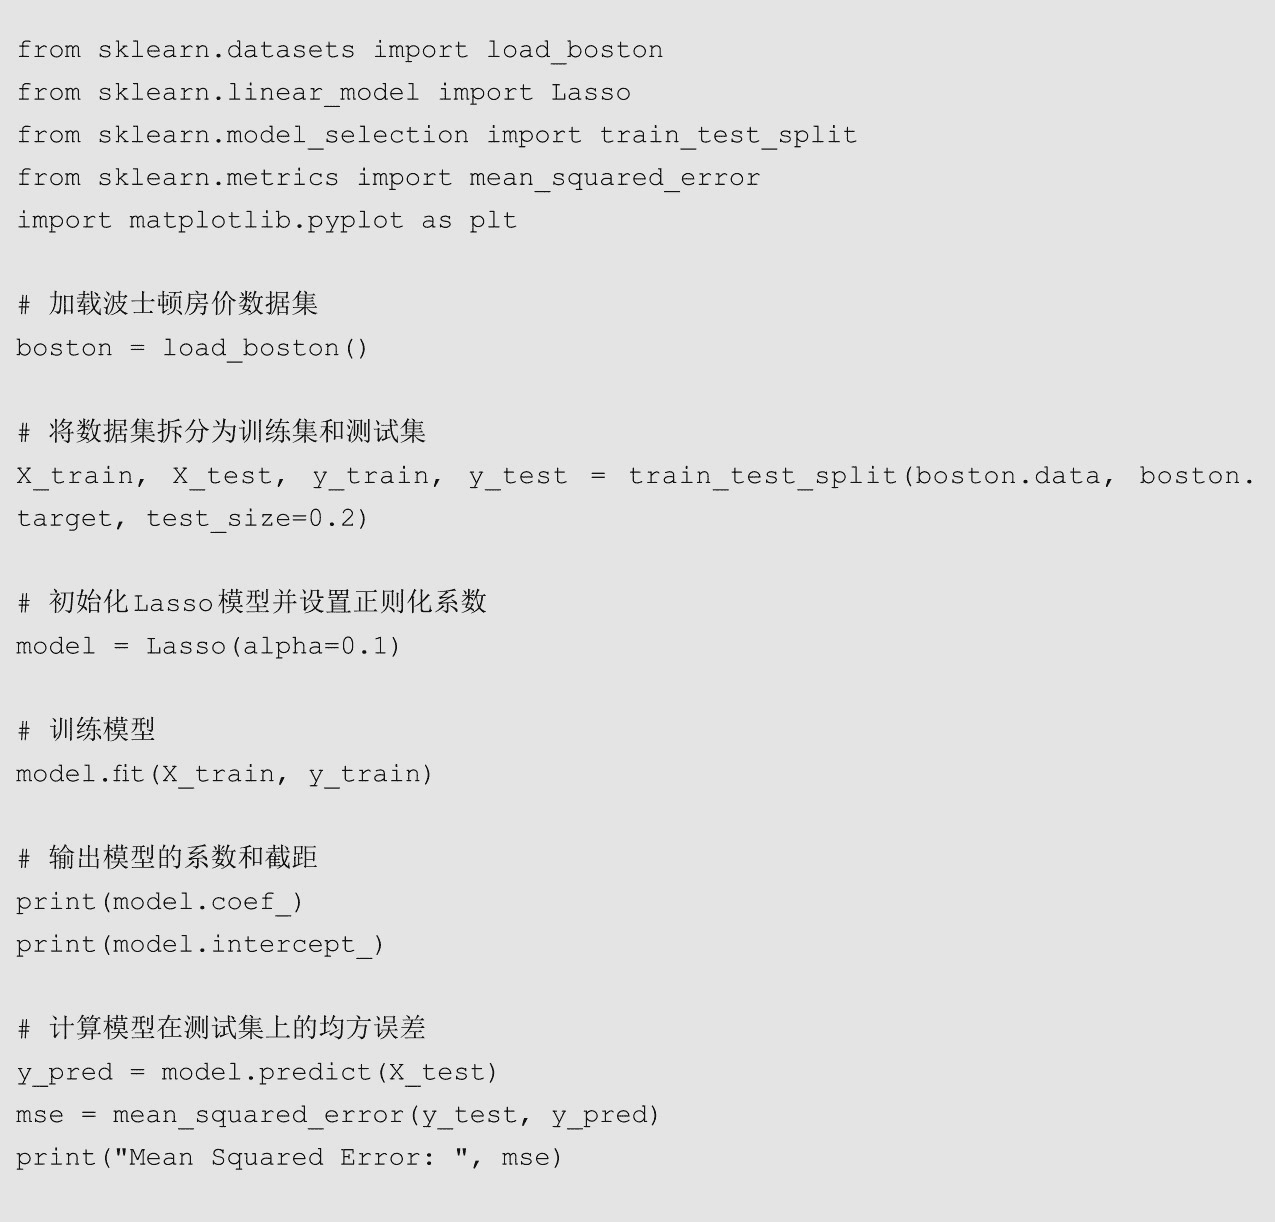 from sklearn.datasets import load_boston
from sklearn.linear_model import Lasso
from sklearn.model_selection import train_test_split
from sklearn.metrics import mean_squared_error
import matplotlib.pyplot as plt
# 加载波士顿房价数据集
boston = load_boston()
# 将数据集拆分为训练集和测试集
X_train, X_test, y_train, y_test = train_test_split(boston.data, boston.
target, test_size=0.2)
# 初始化Lasso模型并设置正则化系数
model = Lasso(alpha=0.1)
# 训练模型
model.fit(X_train, y_train)
# 输出模型的系数和截距
print(model.coef_)
print(model.intercept_)
# 计算模型在测试集上的均方误差
y_pred = model.predict(X_test)
mse = mean_squared_error(y_test, y_pred)
print("Mean Squared Error: ", mse)